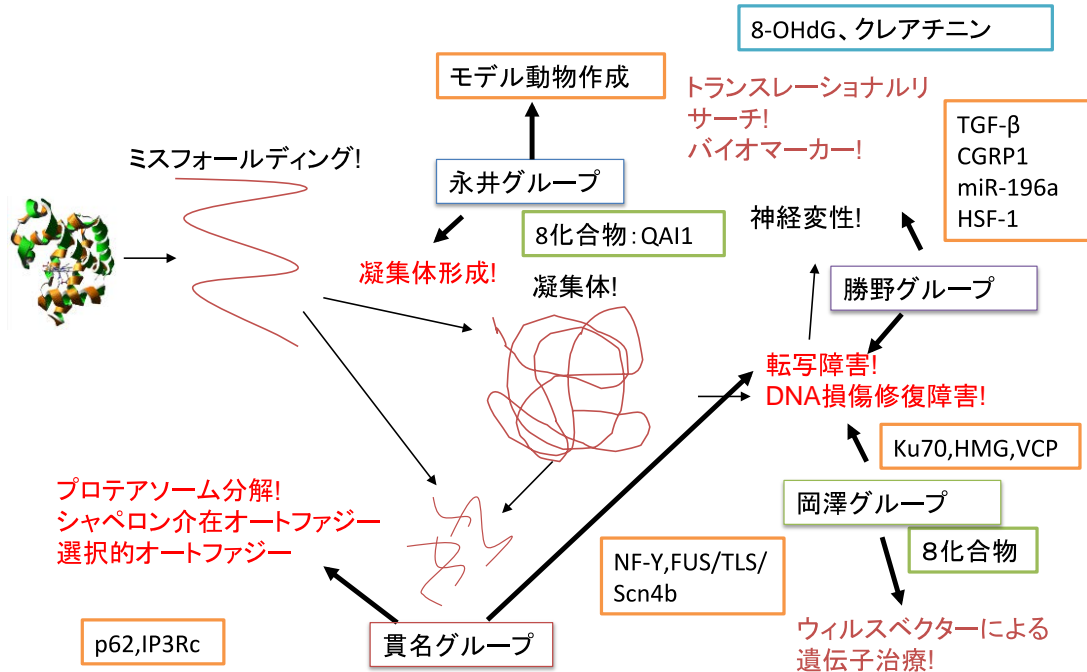 8-OHdG、クレアチニン
モデル動物作成
トランスレーショナルリ
サーチ!
バイオマーカー!
TGF-β
CGRP1
miR-196a
HSF-1
ミスフォールディング!
永井グループ
8化合物：QAI1
神経変性!
凝集体形成!
凝集体!
勝野グループ
転写障害!
DNA損傷修復障害!
Ku70,HMG,VCP
プロテアソーム分解!
シャペロン介在オートファジー
選択的オートファジー
岡澤グループ
８化合物
NF-Y,FUS/TLS/
Scn4b
p62,IP3Rc
貫名グループ
ウィルスベクターによる
遺伝子治療!